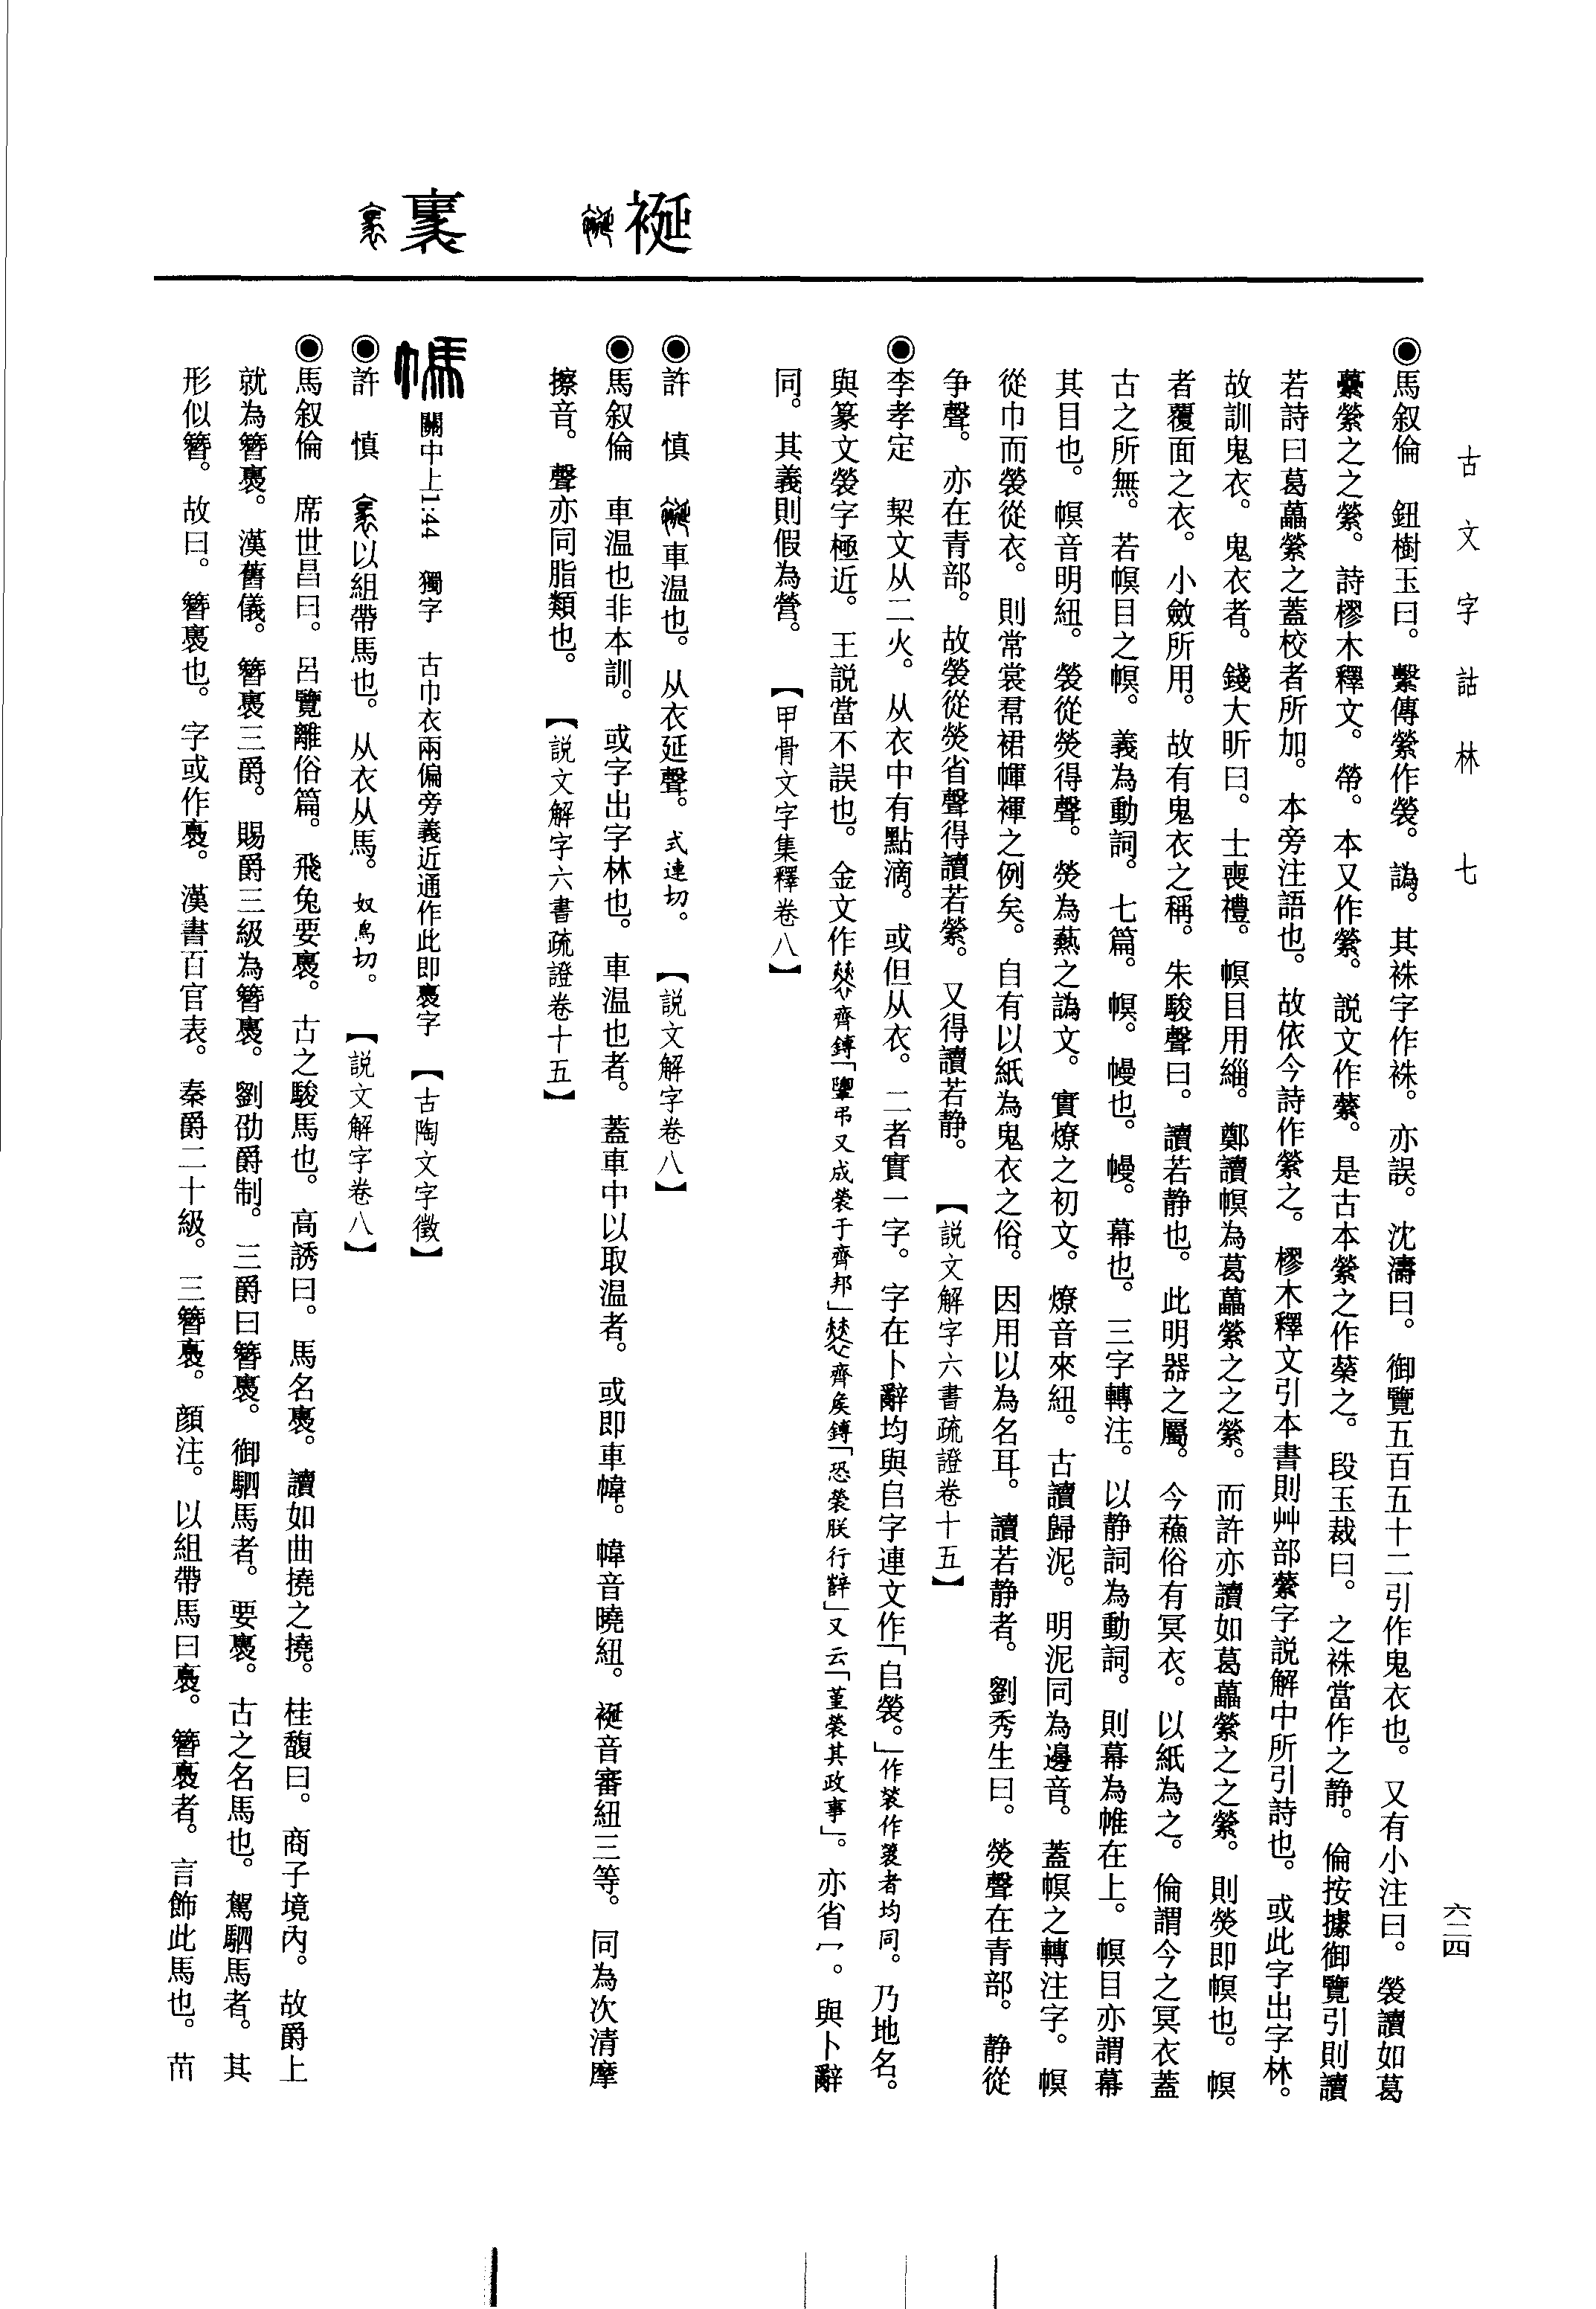 古文字詁林 七
六二四
裧
裹
◉馬叙倫 鈕樹玉曰。繫傳縈作褮。譌。其袾字作袾。亦誤。沈濤曰。御覽五百五十二引作鬼衣也。又有小注曰。褮讀如葛
藟縈之之縈。詩樛木釋文。帶。本又作縈。説文作蘂。是古本縈之作蘂之。段玉裁曰。之袾當作之静。倫按據御覽引則讀
若詩曰葛藟縈之蓋校者所加。本旁注語也。故依今詩作縈之。樛木釋文引本書則艸部蘂字説解中所引詩也。或此字出字林。
故訓鬼衣。鬼衣者。錢大昕曰。士喪禮。幎目用緇。鄭讀幎為葛藟縈之之縈。而許亦讀如葛藟縈之之縈。則褮即幎也。幎
者覆面之衣。小斂所用。故有鬼衣之稱。朱駿聲曰。讀若静也。此明器之屬。今蘓俗有冥衣。以紙為之。倫謂今之冥衣蓋
古之所無。若幎目之幎。義為動詞。七篇。幎。幔也。幔。幕也。三字轉注。以静詞為動詞。則幕為帷在上。幎目亦謂幕
其目也。幎音明紐。褮從熒得聲。熒為爇之譌文。實燎之初文。燎音來紐。古讀歸泥。明泥同為邊音。蓋幎之轉注字。幎
從巾而褮從衣。則常裳帬裙㡓褌之例矣。自有以紙為鬼衣之俗。因用以為名耳。讀若静者。劉秀生曰。熒聲在青部。静從
争聲。亦在青部。故褮從熒省聲得讀若縈。又得讀若静。【説文解字六書疏證卷十五】
◉李孝定 栔文从二火。从衣中有點滴。或但从衣。二者實一字。字在卜辭均與𠂤字連文作「𠂤褮。」作褮作褮者均同。乃地名。
與篆文褮字極近。王説當不誤也。金文作齊鎛「鞷弔又成褮于齊邦」齊矦鎛「恐褮朕行辪」又云「堇褮其政事」。亦省冖。與卜辭
同。其義則假為營。【甲骨文字集釋卷八】
◉許 慎 車温也。从衣延聲。式連切。【説文解字卷八】
◉馬叙倫 車温也非本訓。或字出字林也。車温也者。蓋車中以取温者。或即車幃。幃音曉紐。𧛡音審紐三等。同為次清摩
擦音。聲亦同脂類也。【説文解字六書疏證卷十五】
關中上1:44 獨字 古巾衣兩偏旁義近通作此即褭字【古陶文字徵】
◉許 慎 以組帶馬也。从衣从馬。奴鳥切。【説文解字卷八】
◉馬叙倫 席世昌曰。呂覽離俗篇。飛兔要褭。古之駿馬也。高誘曰。馬名褭。讀如曲撓之撓。桂馥曰。商子境內。故爵上
就為簪褭。漢舊儀。簪褭三爵。賜爵三級為簪褭。劉劭爵制。三爵曰簪褭。御駟馬者。要褭。古之名馬也。駕駟馬者。其
形似簪。故曰。簪褭也。字或作褭。漢書百官表。秦爵二十級。三簪褭。顔注。以組帶馬曰褭。簪褭者。言飾此馬也。苗